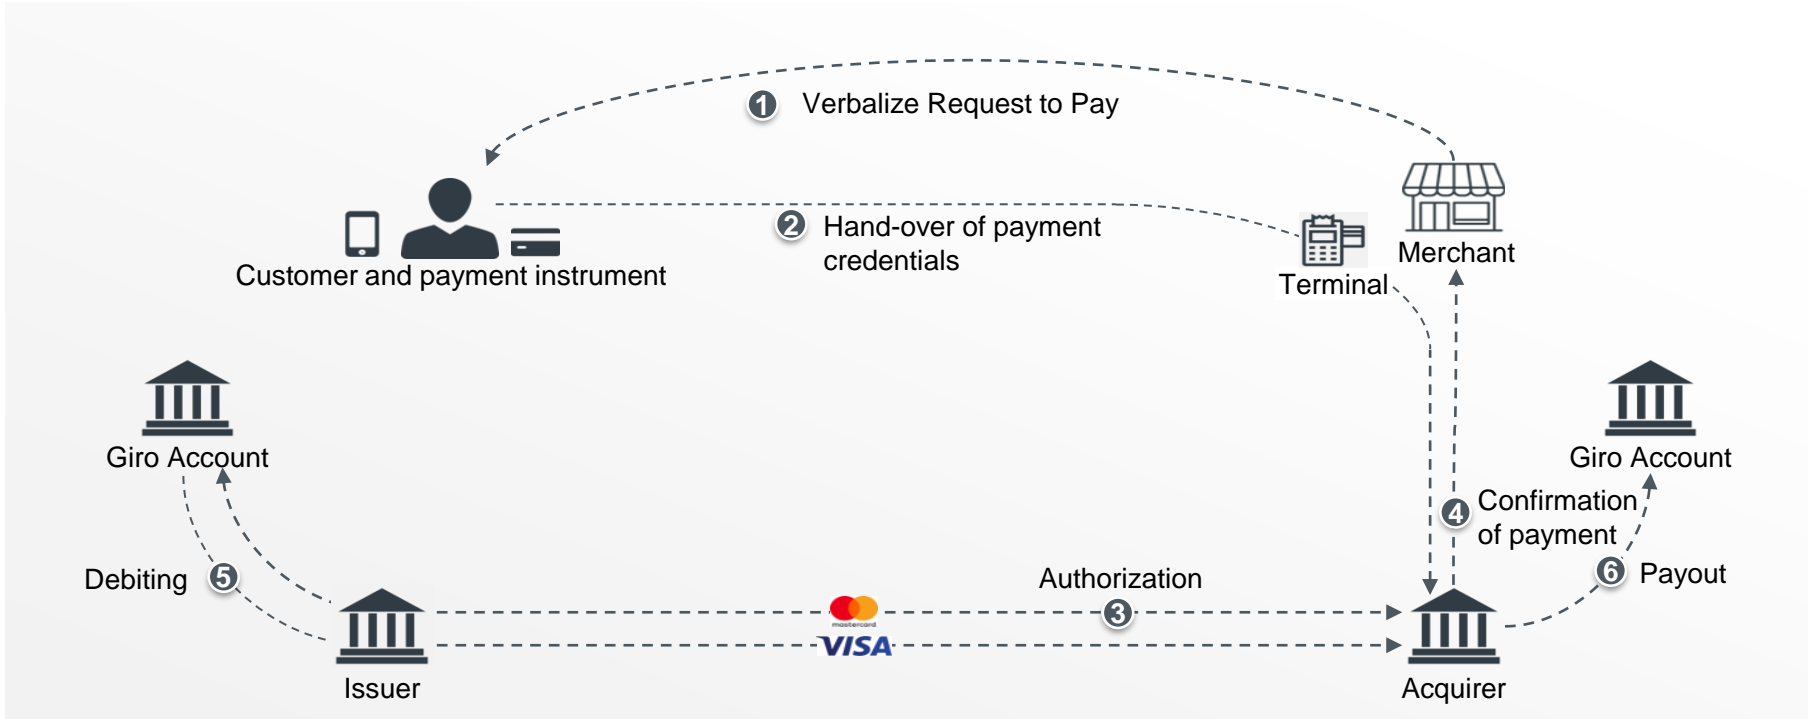 1 Verbalize Request to Pay
2 Hand-over of payment
credentials
Merchant
Customer and payment instrument
Terminal
Giro Account
Giro Account
4 Confirmation
of payment
Debiting 5
Authorization
6 Payout
3
mastercard
VISA
Issuer
Acquirer